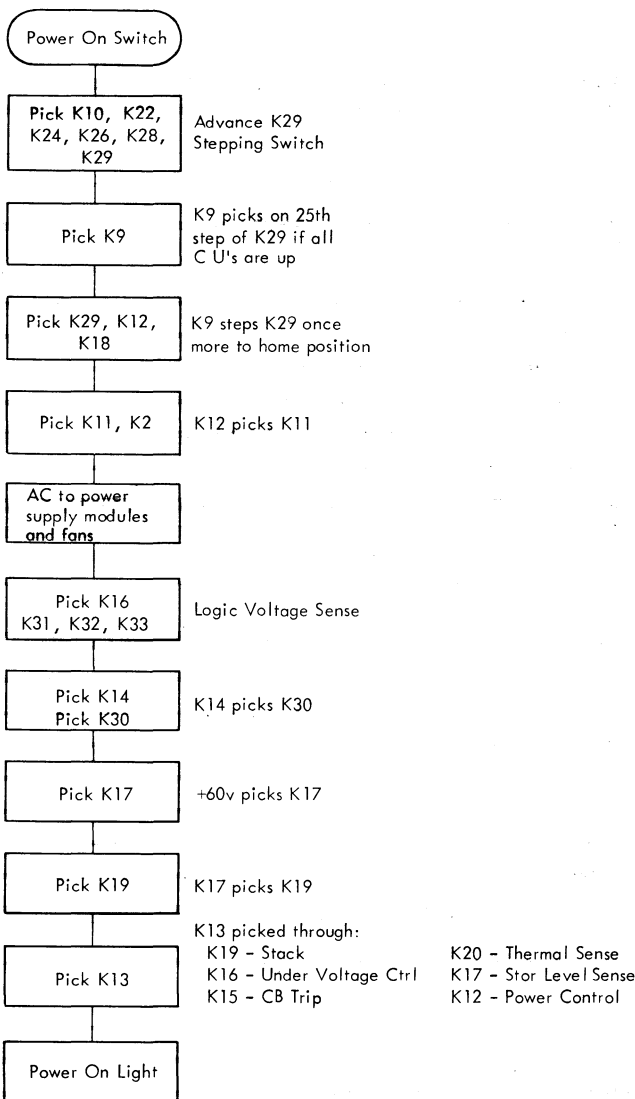 Power On Switch
Pick K10, K22,
K24, K26, K28,
K29
Advance K29
Stepping Switch
Pick K9
K9 picks on 25th
step of K29 if all
C U's are up
Pick K29, K12,
K18
K9 steps K29 once
more to home position
Pick K11, K2
K12 picks K11
AC to power
supply modules
and fans
Pick K16
K31, K32, K33
Logic Voltage Sense
Pick K14
Pick K30
K14 picks K30
Pick K17
+60v picks K17
Pick K19
K17 picks K19
Pick K13
K13 picked through:
K19 - Stack
K16 - Under Voltage Ctrl
K15 - CB Trip
K20 - Thermal Sense
K17 - Stor Level Sense
K12 - Power Control
Power On Light